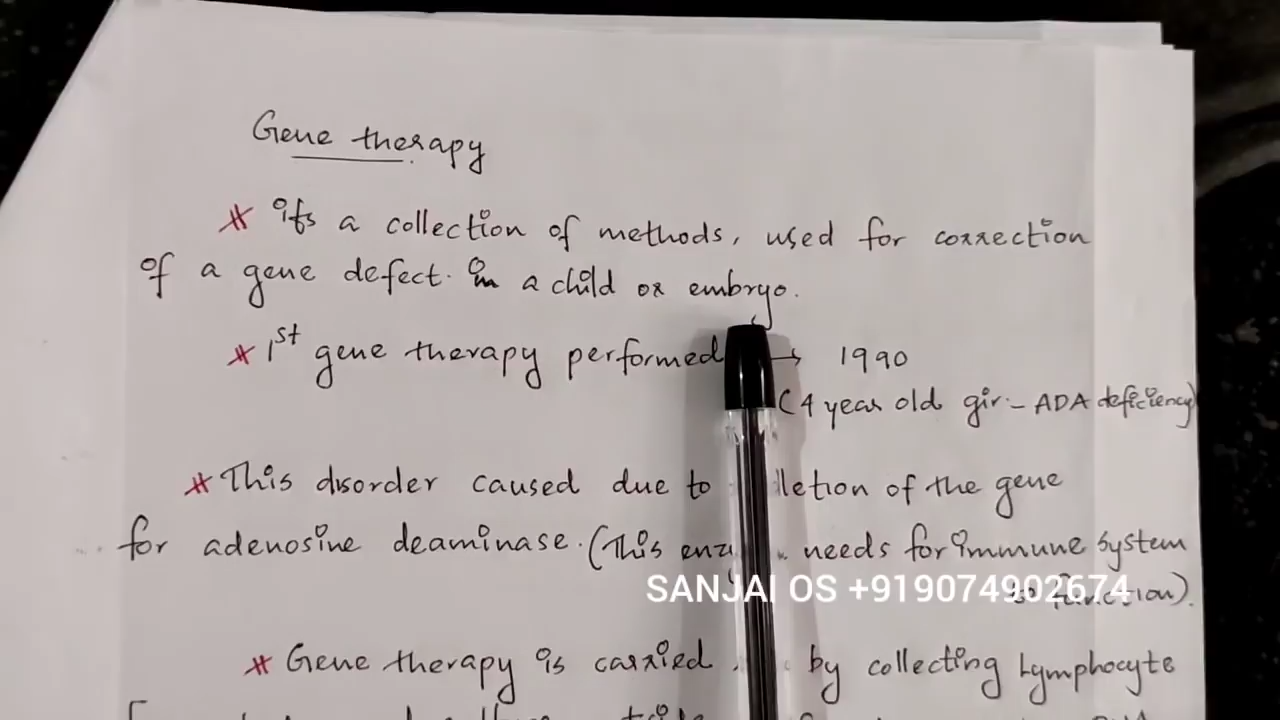 Gene therapy
* its a collection of methods, used for correction
of a gene defect. in a child or embryo.
* 1st gene therapy performed → 1990
(4 year old gir - ADA deficiency)
* This disorder caused due to letion of the gene
for adenosine deaminase. (This needs for immune system
function).
SANJAI OS +919074902674
* Gene therapy is carried by collecting Lymphocyte